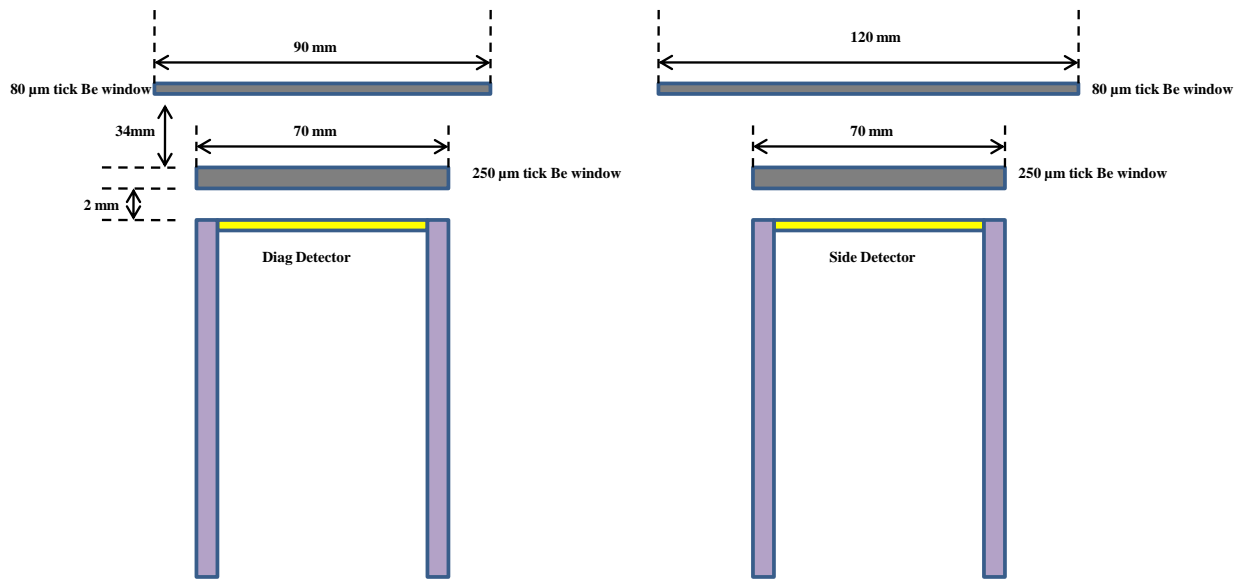 90 mm
120 mm
80 µm tick Be window
80 µm tick Be window
34mm
70 mm
70 mm
250 µm tick Be window
250 µm tick Be window
2 mm
Diag Detector
Side Detector